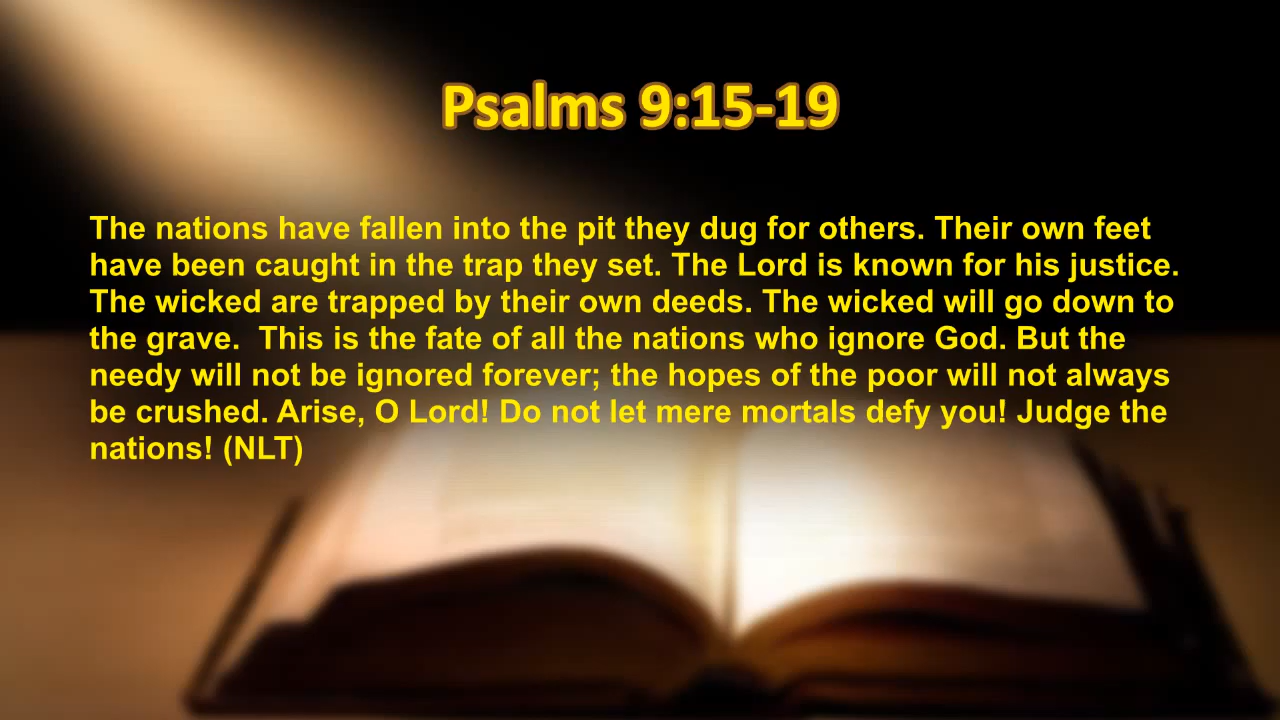 Psalms 9:15-19
The nations have fallen into the pit they dug for others. Their own feet
have been caught in the trap they set. The Lord is known for his justice.
The wicked are trapped by their own deeds. The wicked will go down to
the grave.  This is the fate of all the nations who ignore God. But the
needy will not be ignored forever; the hopes of the poor will not always
be crushed. Arise, O Lord! Do not let mere mortals defy you! Judge the
nations! (NLT)